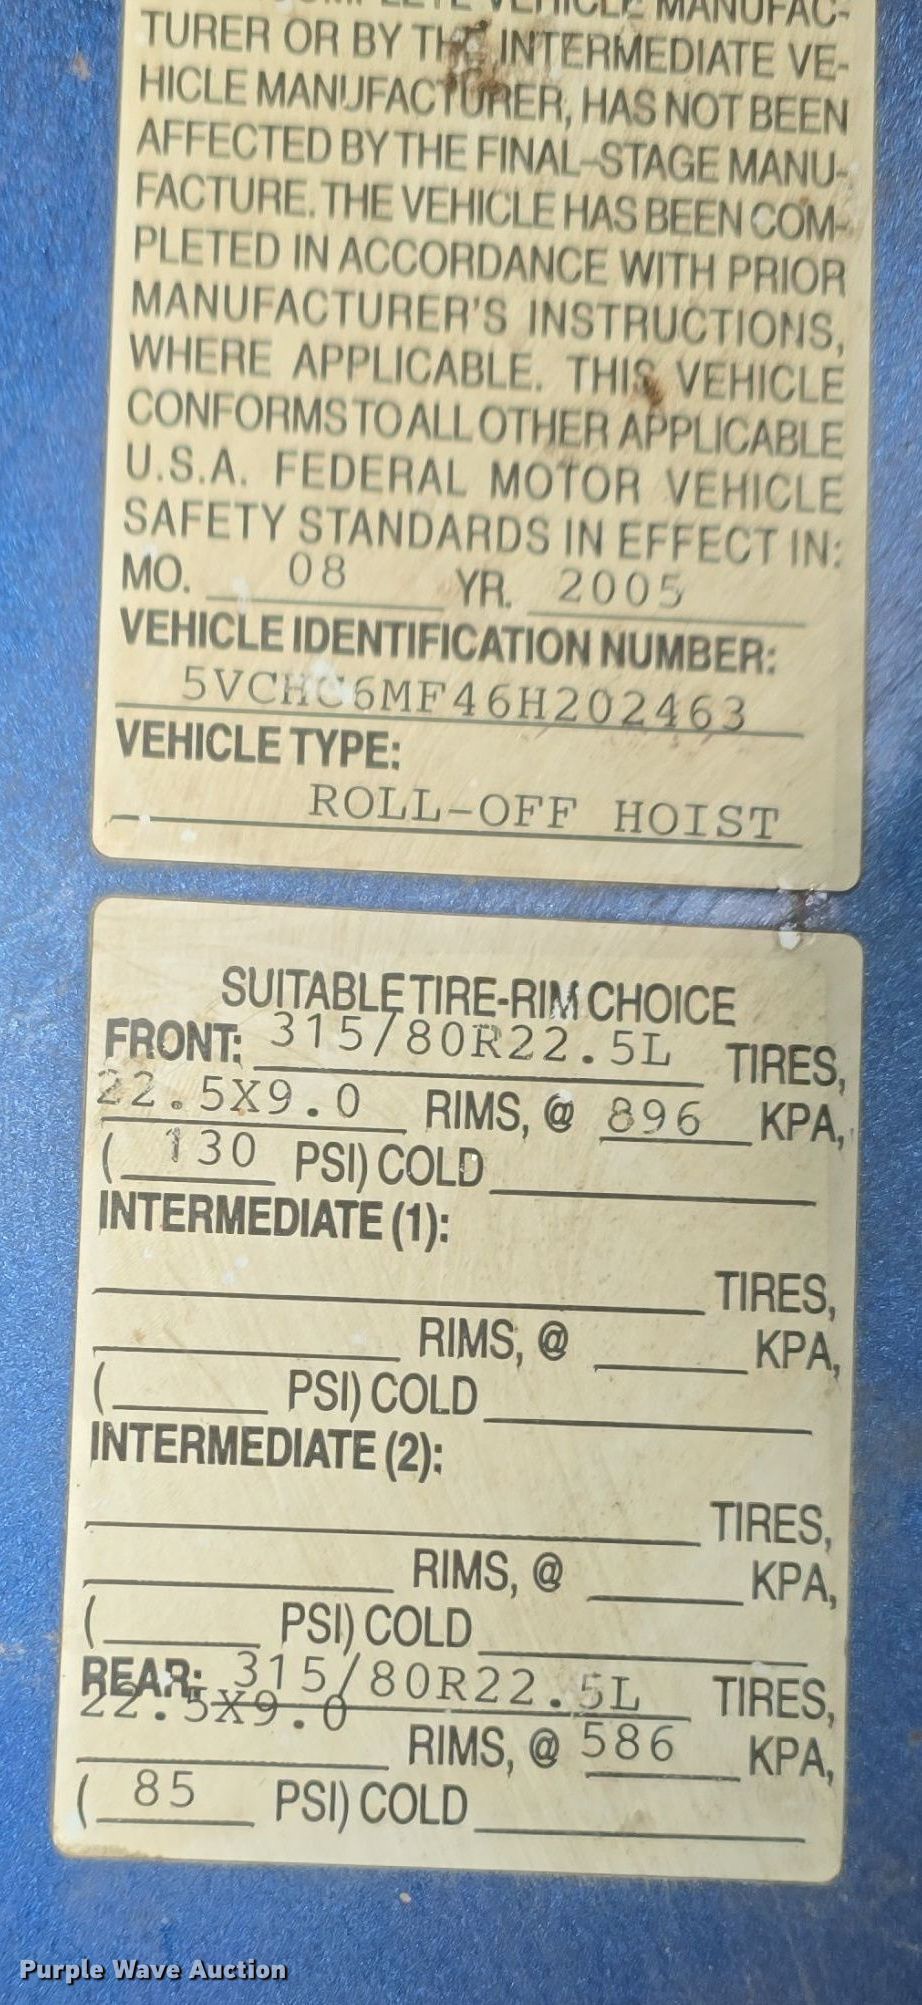 COMPLETE VEHICLE MANUFAC-
TURER OR BY THE INTERMEDIATE VE-
HICLE MANUFACTURER, HAS NOT BEEN
AFFECTED BY THE FINAL-STAGE MANU-
FACTURE. THE VEHICLE HAS BEEN COM-
PLETED IN ACCORDANCE WITH PRIOR
MANUFACTURER'S INSTRUCTIONS,
WHERE APPLICABLE. THIS VEHICLE
CONFORMS TO ALL OTHER APPLICABLE
U.S.A. FEDERAL MOTOR VEHICLE
SAFETY STANDARDS IN EFFECT IN:
MO. 08 YR. 2005
VEHICLE IDENTIFICATION NUMBER:
5VCHC6MF46H202463
VEHICLE TYPE:
ROLL-OFF HOIST
SUITABLE TIRE-RIM CHOICE
FRONT: 315/80R22.5L TIRES,
22.5X9.0 RIMS, @ 896 KPA,
( 130 PSI) COLD
INTERMEDIATE (1):
TIRES,
RIMS, @ KPA,
( PSI) COLD
INTERMEDIATE (2):
TIRES,
RIMS, @ KPA,
( PSI) COLD
REAR: 315/80R22.5L TIRES,
22.5X9.0 RIMS, @ 586 KPA,
( 85 PSI) COLD
Purple Wave Auction